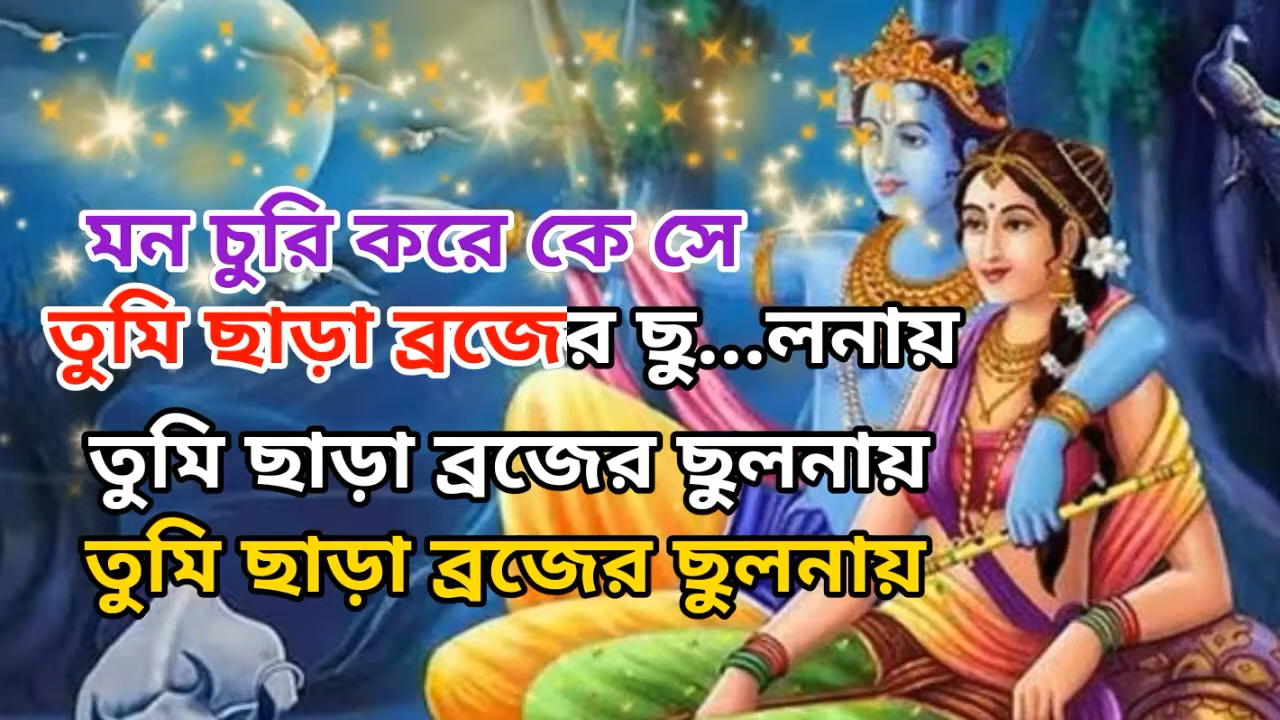 মন চুরি করে কে সে
তুমি ছাড়া ব্রজের ছু...লনায়
তুমি ছাড়া ব্রজের ছুলনায়
তুমি ছাড়া ব্রজের ছুলনায়